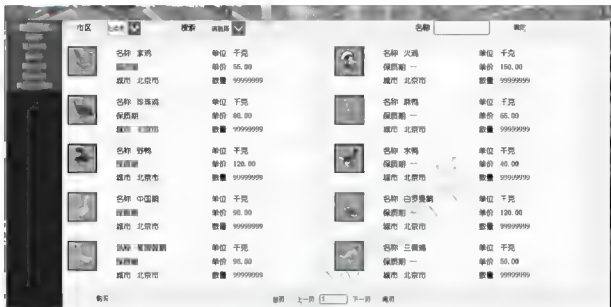 市区 搜索 名称 确定
名称 家鸡 单位 千克
单价 55.00
城市 北京市 数量 99999999
名称 火鸡 单位 千克
保质期 -- 单价 150.00
城市 北京市 数量 99999999
名称 珍珠鸡 单位 千克
保质期 单价 80.00
城市 数量 99999999
名称 麻鸭 单位 千克
保质期 -- 单价 65.00
城市 北京市 数量 99999999
名称 野鸭 单位 千克
单价 120.00
城市 北京市 数量 99999999
名称 水鸭 单位 千克
保质期 -- 单价 40.00
城市 北京市 数量 99999999
名称 中国鹅 单位 千克
单价 90.00
城市 北京市 数量 99999999
名称 白罗曼鹅 单位 千克
保质期 -- 单价 120.00
城市 北京市 数量 99999999
单位 千克
单价 90.00
城市 北京市 数量 99999999
名称 三黄鸡 单位 千克
保质期 -- 单价 50.00
城市 北京市 数量 99999999
首页 上一页 1 下一页 尾页